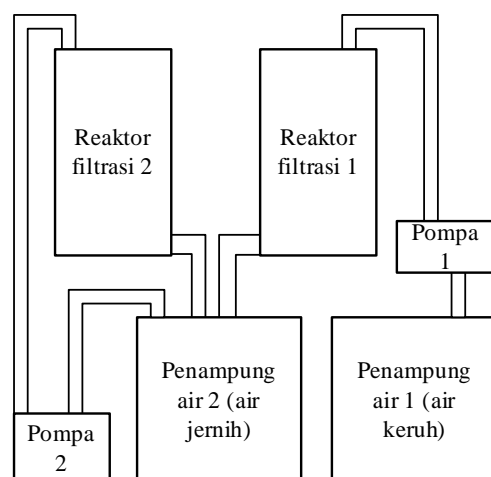 Reaktor
filtrasi 2
Reaktor
filtrasi 1
Pompa
1
Penampung
air 2 (air
jernih)
Penampung
air 1 (air
keruh)
Pompa
2